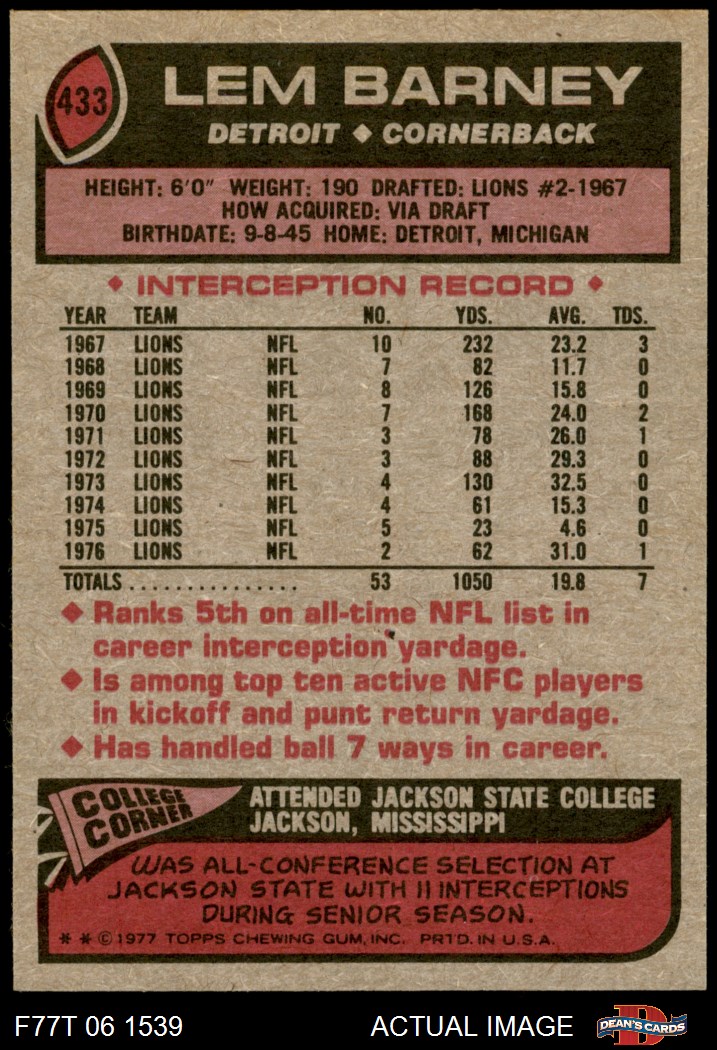 433
LEM BARNEY
DETROIT ◆ CORNERBACK
HEIGHT: 6'0" WEIGHT: 190 DRAFTED: LIONS #2-1967
HOW ACQUIRED: VIA DRAFT
BIRTHDATE: 9-8-45 HOME: DETROIT, MICHIGAN
◆ INTERCEPTION RECORD ◆
YEAR TEAM NO. YDS. AVG. TDS.
1967 LIONS NFL 10 232 23.2 3
1968 LIONS NFL 7 82 11.7 0
1969 LIONS NFL 8 126 15.8 0
1970 LIONS NFL 7 168 24.0 2
1971 LIONS NFL 3 78 26.0 1
1972 LIONS NFL 3 88 29.3 0
1973 LIONS NFL 4 130 32.5 0
1974 LIONS NFL 4 61 15.3 0
1975 LIONS NFL 5 23 4.6 0
1976 LIONS NFL 2 62 31.0 1
TOTALS ................ 53 1050 19.8 7
◆ Ranks 5th on all-time NFL list in
career interception yardage.
◆ Is among top ten active NFC players
in kickoff and punt return yardage.
◆ Has handled ball 7 ways in career.
COLLEGE
CORNER
ATTENDED JACKSON STATE COLLEGE
JACKSON, MISSISSIPPI
WAS ALL-CONFERENCE SELECTION AT
JACKSON STATE WITH 11 INTERCEPTIONS
DURING SENIOR SEASON.
* * © 1977 TOPPS CHEWING GUM, INC. PRTD. IN U.S.A.
F77T 06 1539 ACTUAL IMAGE
D
DEAN'S CARDS